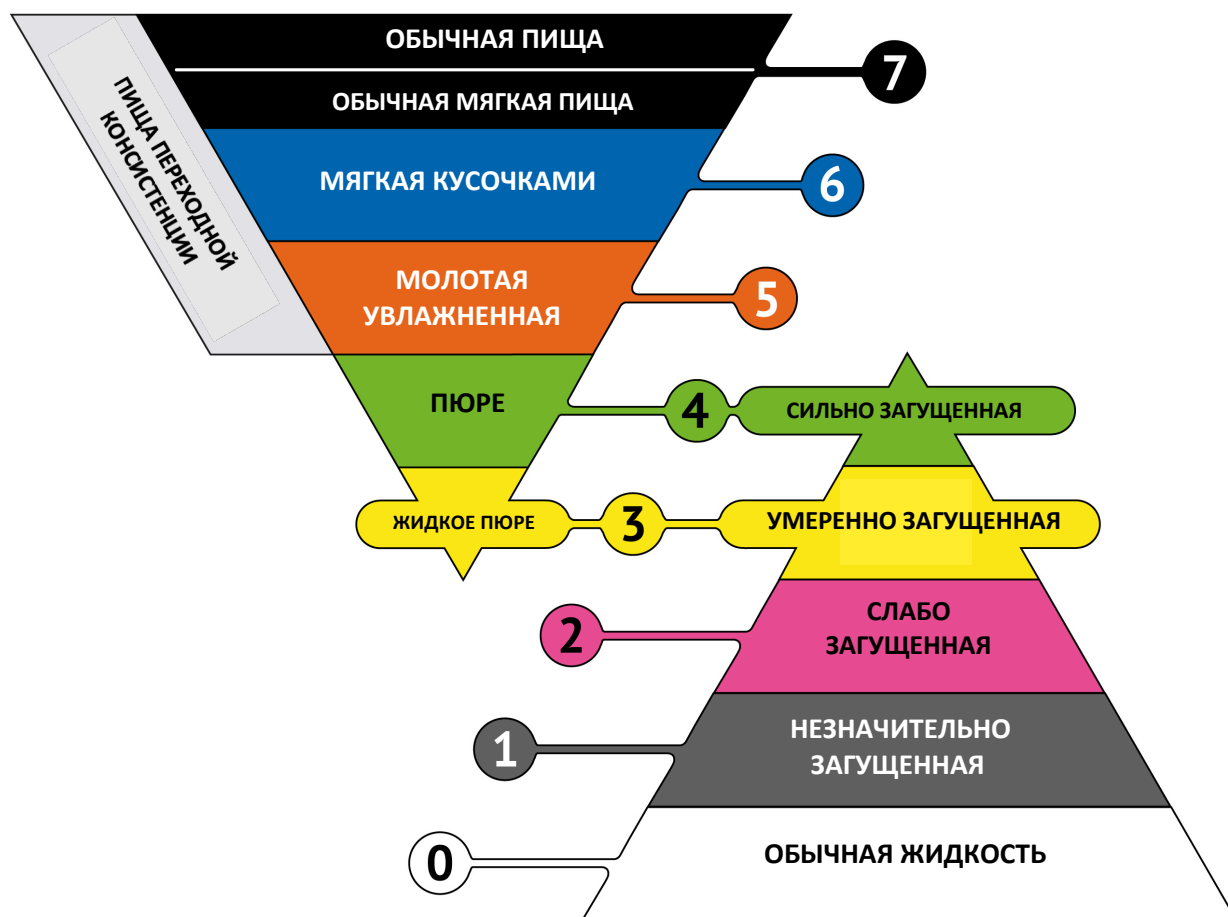 ОБЫЧНАЯ ПИЩА
7
ОБЫЧНАЯ МЯГКАЯ ПИЩА
ПИЩА ПЕРЕХОДНОЙ
КОНСИСТЕНЦИИ
МЯГКАЯ КУСОЧКАМИ
6
МОЛОТАЯ
УВЛАЖНЕННАЯ
5
ПЮРЕ
4
СИЛЬНО ЗАГУЩЕННАЯ
ЖИДКОЕ ПЮРЕ
3
УМЕРЕННО ЗАГУЩЕННАЯ
2
СЛАБО
ЗАГУЩЕННАЯ
1
НЕЗНАЧИТЕЛЬНО
ЗАГУЩЕННАЯ
0
ОБЫЧНАЯ ЖИДКОСТЬ